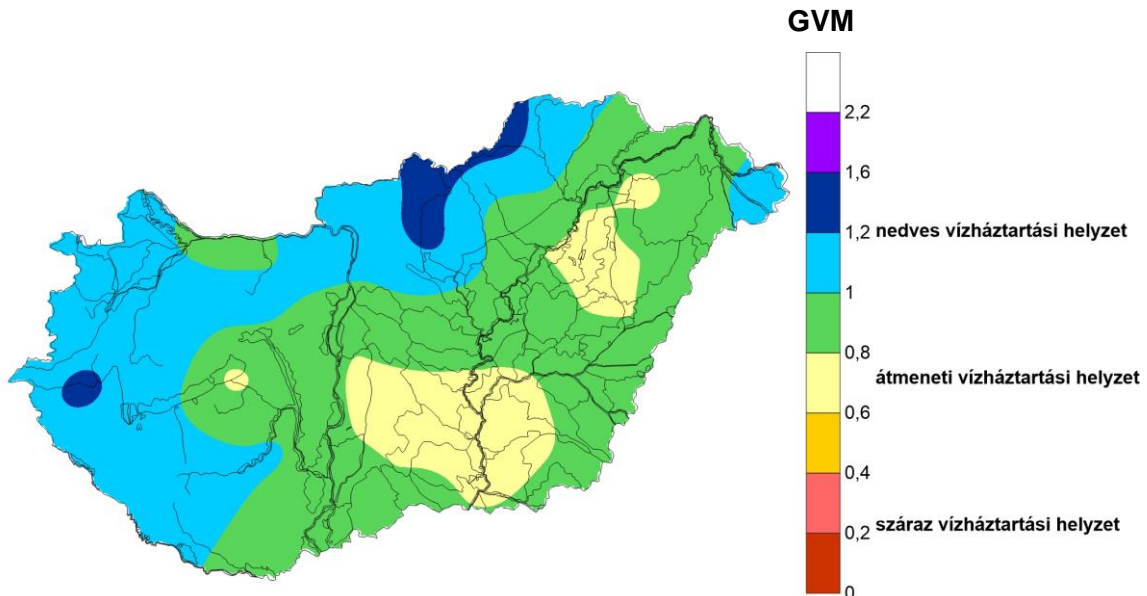 GVM
2,2
1,6
1,2
nedves vízháztartási helyzet
1
0,8
átmeneti vízháztartási helyzet
0,6
0,4
0,2
száraz vízháztartási helyzet
0